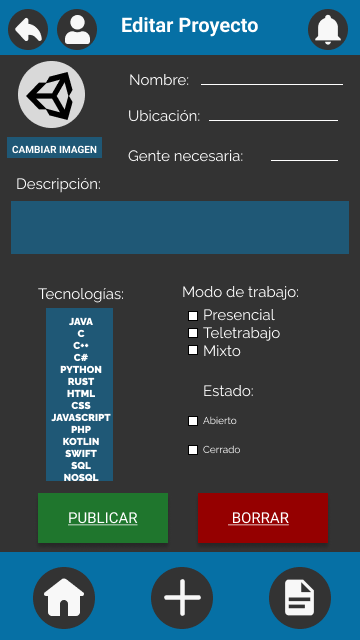 Editar Proyecto
Nombre:
Ubicación:
CAMBIAR IMAGEN
Gente necesaria:
Descripción:
Tecnologías:
JAVA
C
C++
C#
PYTHON
RUST
HTML
CSS
JAVASCRIPT
PHP
KOTLIN
SWIFT
SQL
NOSQL
Modo de trabajo:
Presencial
Teletrabajo
Mixto
Estado:
Abierto
Cerrado
PUBLICAR
BORRAR